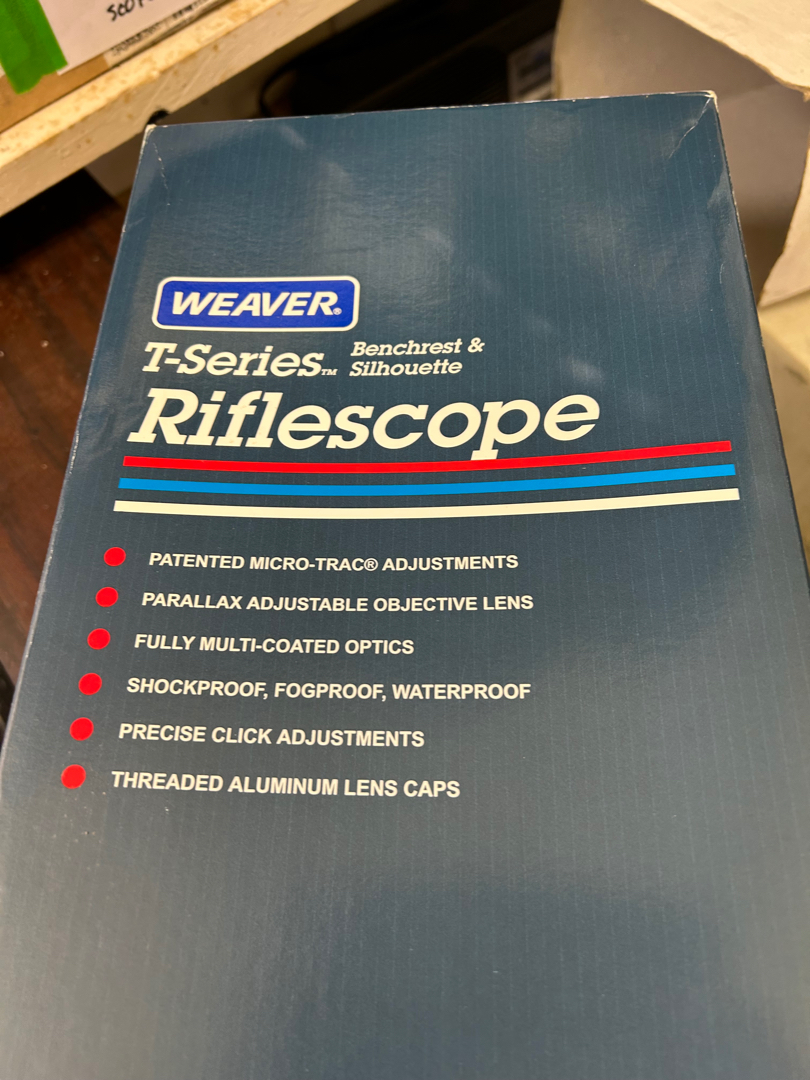 WEAVER®
T-Series™ Benchrest &
Silhouette
Riflescope
PATENTED MICRO-TRAC® ADJUSTMENTS
PARALLAX ADJUSTABLE OBJECTIVE LENS
FULLY MULTI-COATED OPTICS
SHOCKPROOF, FOGPROOF, WATERPROOF
PRECISE CLICK ADJUSTMENTS
THREADED ALUMINUM LENS CAPS